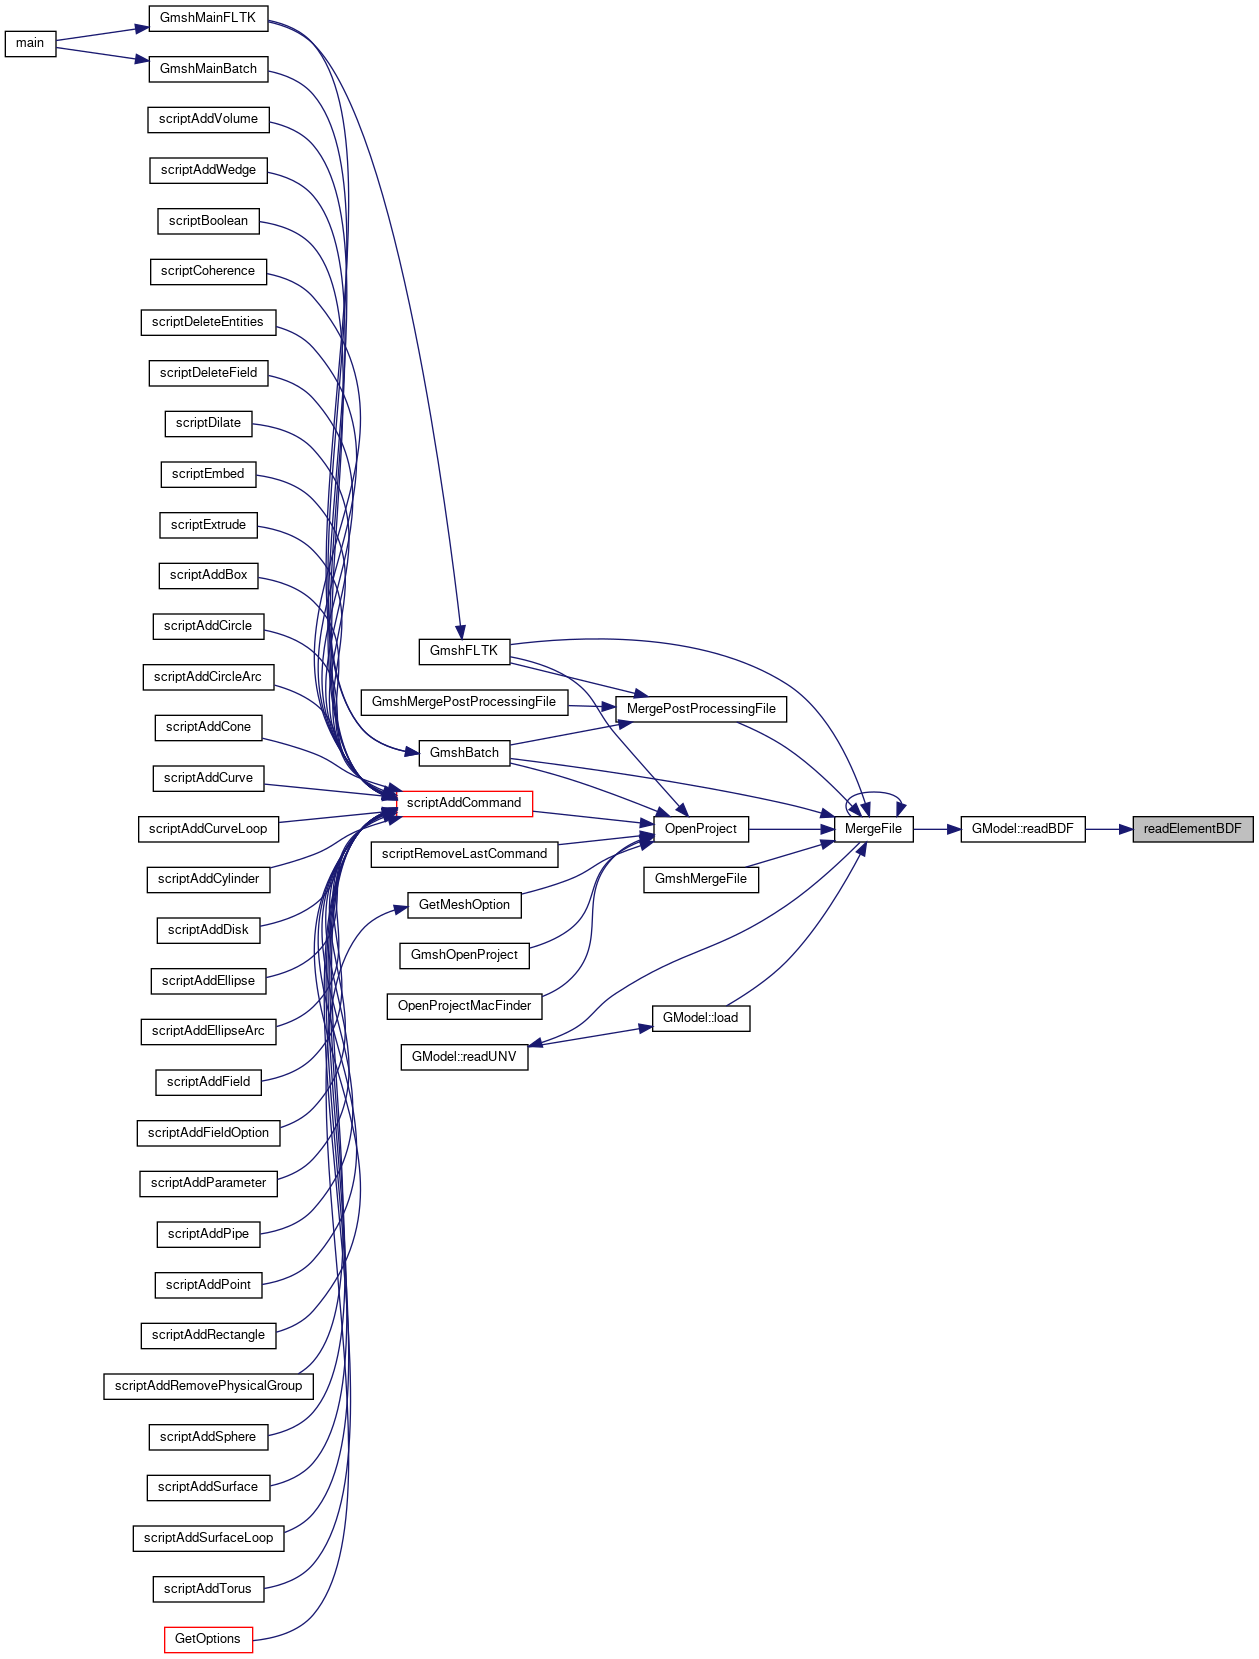 GmshMainFLTK
main
GmshMainBatch
scriptAddVolume
scriptAddWedge
scriptBoolean
scriptCoherence
scriptDeleteEntities
scriptDeleteField
scriptDilate
scriptEmbed
scriptExtrude
scriptAddBox
scriptAddCircle
scriptAddCircleArc
scriptAddCone
scriptAddCurve
scriptAddCurveLoop
scriptAddCylinder
scriptAddDisk
scriptAddEllipse
scriptAddEllipseArc
scriptAddField
scriptAddFieldOption
scriptAddParameter
scriptAddPipe
scriptAddPoint
scriptAddRectangle
scriptAddRemovePhysicalGroup
scriptAddSphere
scriptAddSurface
scriptAddSurfaceLoop
scriptAddTorus
GetOptions
GmshFLTK
GmshMergePostProcessingFile
GmshBatch
scriptAddCommand
scriptRemoveLastCommand
GetMeshOption
GmshOpenProject
OpenProjectMacFinder
GModel::readUNV
MergePostProcessingFile
OpenProject
GmshMergeFile
GModel::load
MergeFile
GModel::readBDF
readElementBDF